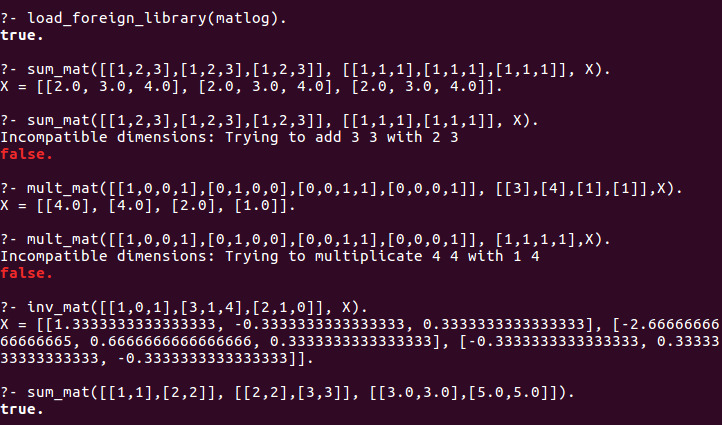 ?- load_foreign_library(matlog).
true.
?- sum_mat([[1,2,3],[1,2,3],[1,2,3]], [[1,1,1],[1,1,1],[1,1,1]], X).
X = [[2.0, 3.0, 4.0], [2.0, 3.0, 4.0], [2.0, 3.0, 4.0]].
?- sum_mat([[1,2,3],[1,2,3],[1,2,3]], [[1,1,1],[1,1,1]], X).
Incompatible dimensions: Trying to add 3 3 with 2 3
false.
?- mult_mat([[1,0,0,1],[0,1,0,0],[0,0,1,1],[0,0,0,1]], [[3],[4],[1],[1]],X).
X = [[4.0], [4.0], [2.0], [1.0]].
?- mult_mat([[1,0,0,1],[0,1,0,0],[0,0,1,1],[0,0,0,1]], [1,1,1,1],X).
Incompatible dimensions: Trying to multiplicate 4 4 with 1 4
false.
?- inv_mat([[1,0,1],[3,1,4],[2,1,0]], X).
X = [[1.3333333333333333, -0.3333333333333333, 0.3333333333333333], [-2.66666666
66666665, 0.6666666666666666, 0.3333333333333333], [-0.3333333333333333, 0.33333
33333333333, -0.3333333333333333]].
?- sum_mat([[1,1],[2,2]], [[2,2],[3,3]], [[3.0,3.0],[5.0,5.0]]).
true.